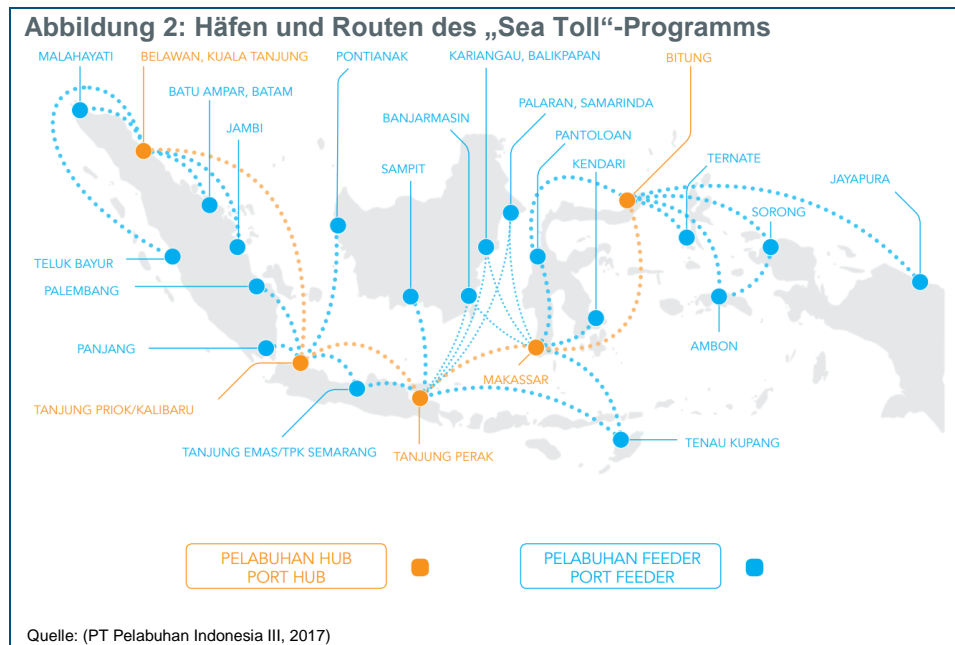 Abbildung 2: Häfen und Routen des „Sea Toll“-Programms
MALAHAYATI
BELAWAN, KUALA TANJUNG
PONTIANAK
KARIANGAU, BALIKPAPAN
BITUNG
BATU AMPAR, BATAM
PALARAN, SAMARINDA
BANJARMASIN
JAMBI
PANTOLOAN
SAMPIT
KENDARI
TERNATE
JAYAPURA
SORONG
TELUK BAYUR
PALEMBANG
PANJANG
AMBON
MAKASSAR
TANJUNG PRIOK/KALIBARU
TANJUNG EMAS/TPK SEMARANG
TANJUNG PERAK
TENAU KUPANG
PELABUHAN HUB
PORT HUB
PELABUHAN FEEDER
PORT FEEDER
Quelle: (PT Pelabuhan Indonesia III, 2017)